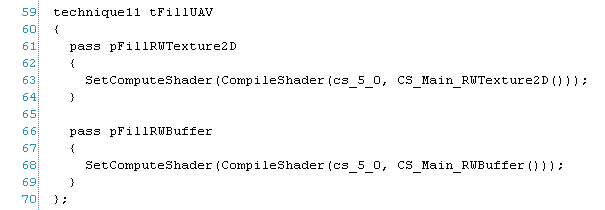 59 technique11 tFillUAV
60 {
61   pass pFillRWTexture2D
62   {
63     SetComputeShader(CompileShader(cs_5_0, CS_Main_RWTexture2D()));
64   }
65
66   pass pFillRWBuffer
67   {
68     SetComputeShader(CompileShader(cs_5_0, CS_Main_RWBuffer()));
69   }
70 };